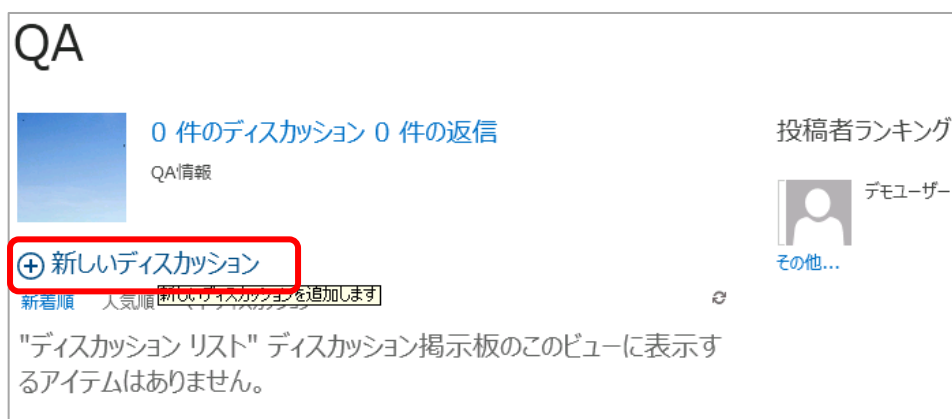 QA
0 件のディスカッション 0 件の返信
QA情報
投稿者ランキング
デモユーザー
その他...
新しいディスカッション
新しいディスカッションを追加します
新着順 人気順
"ディスカッション リスト" ディスカッション掲示板のこのビューに表示す
るアイテムはありません。